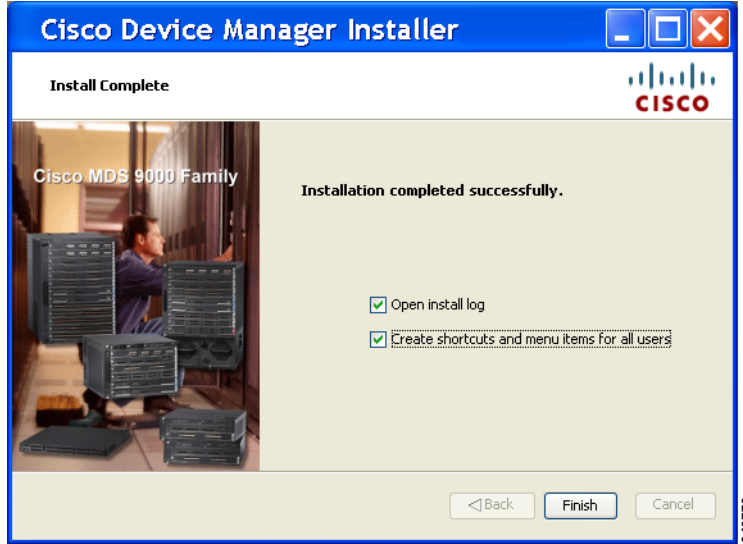 Cisco Device Manager Installer
Install Complete
CISCO
Cisco MDS 9000 Family
Installation completed successfully.
Open install log
Create shortcuts and menu items for all users
Back
Finish
Cancel